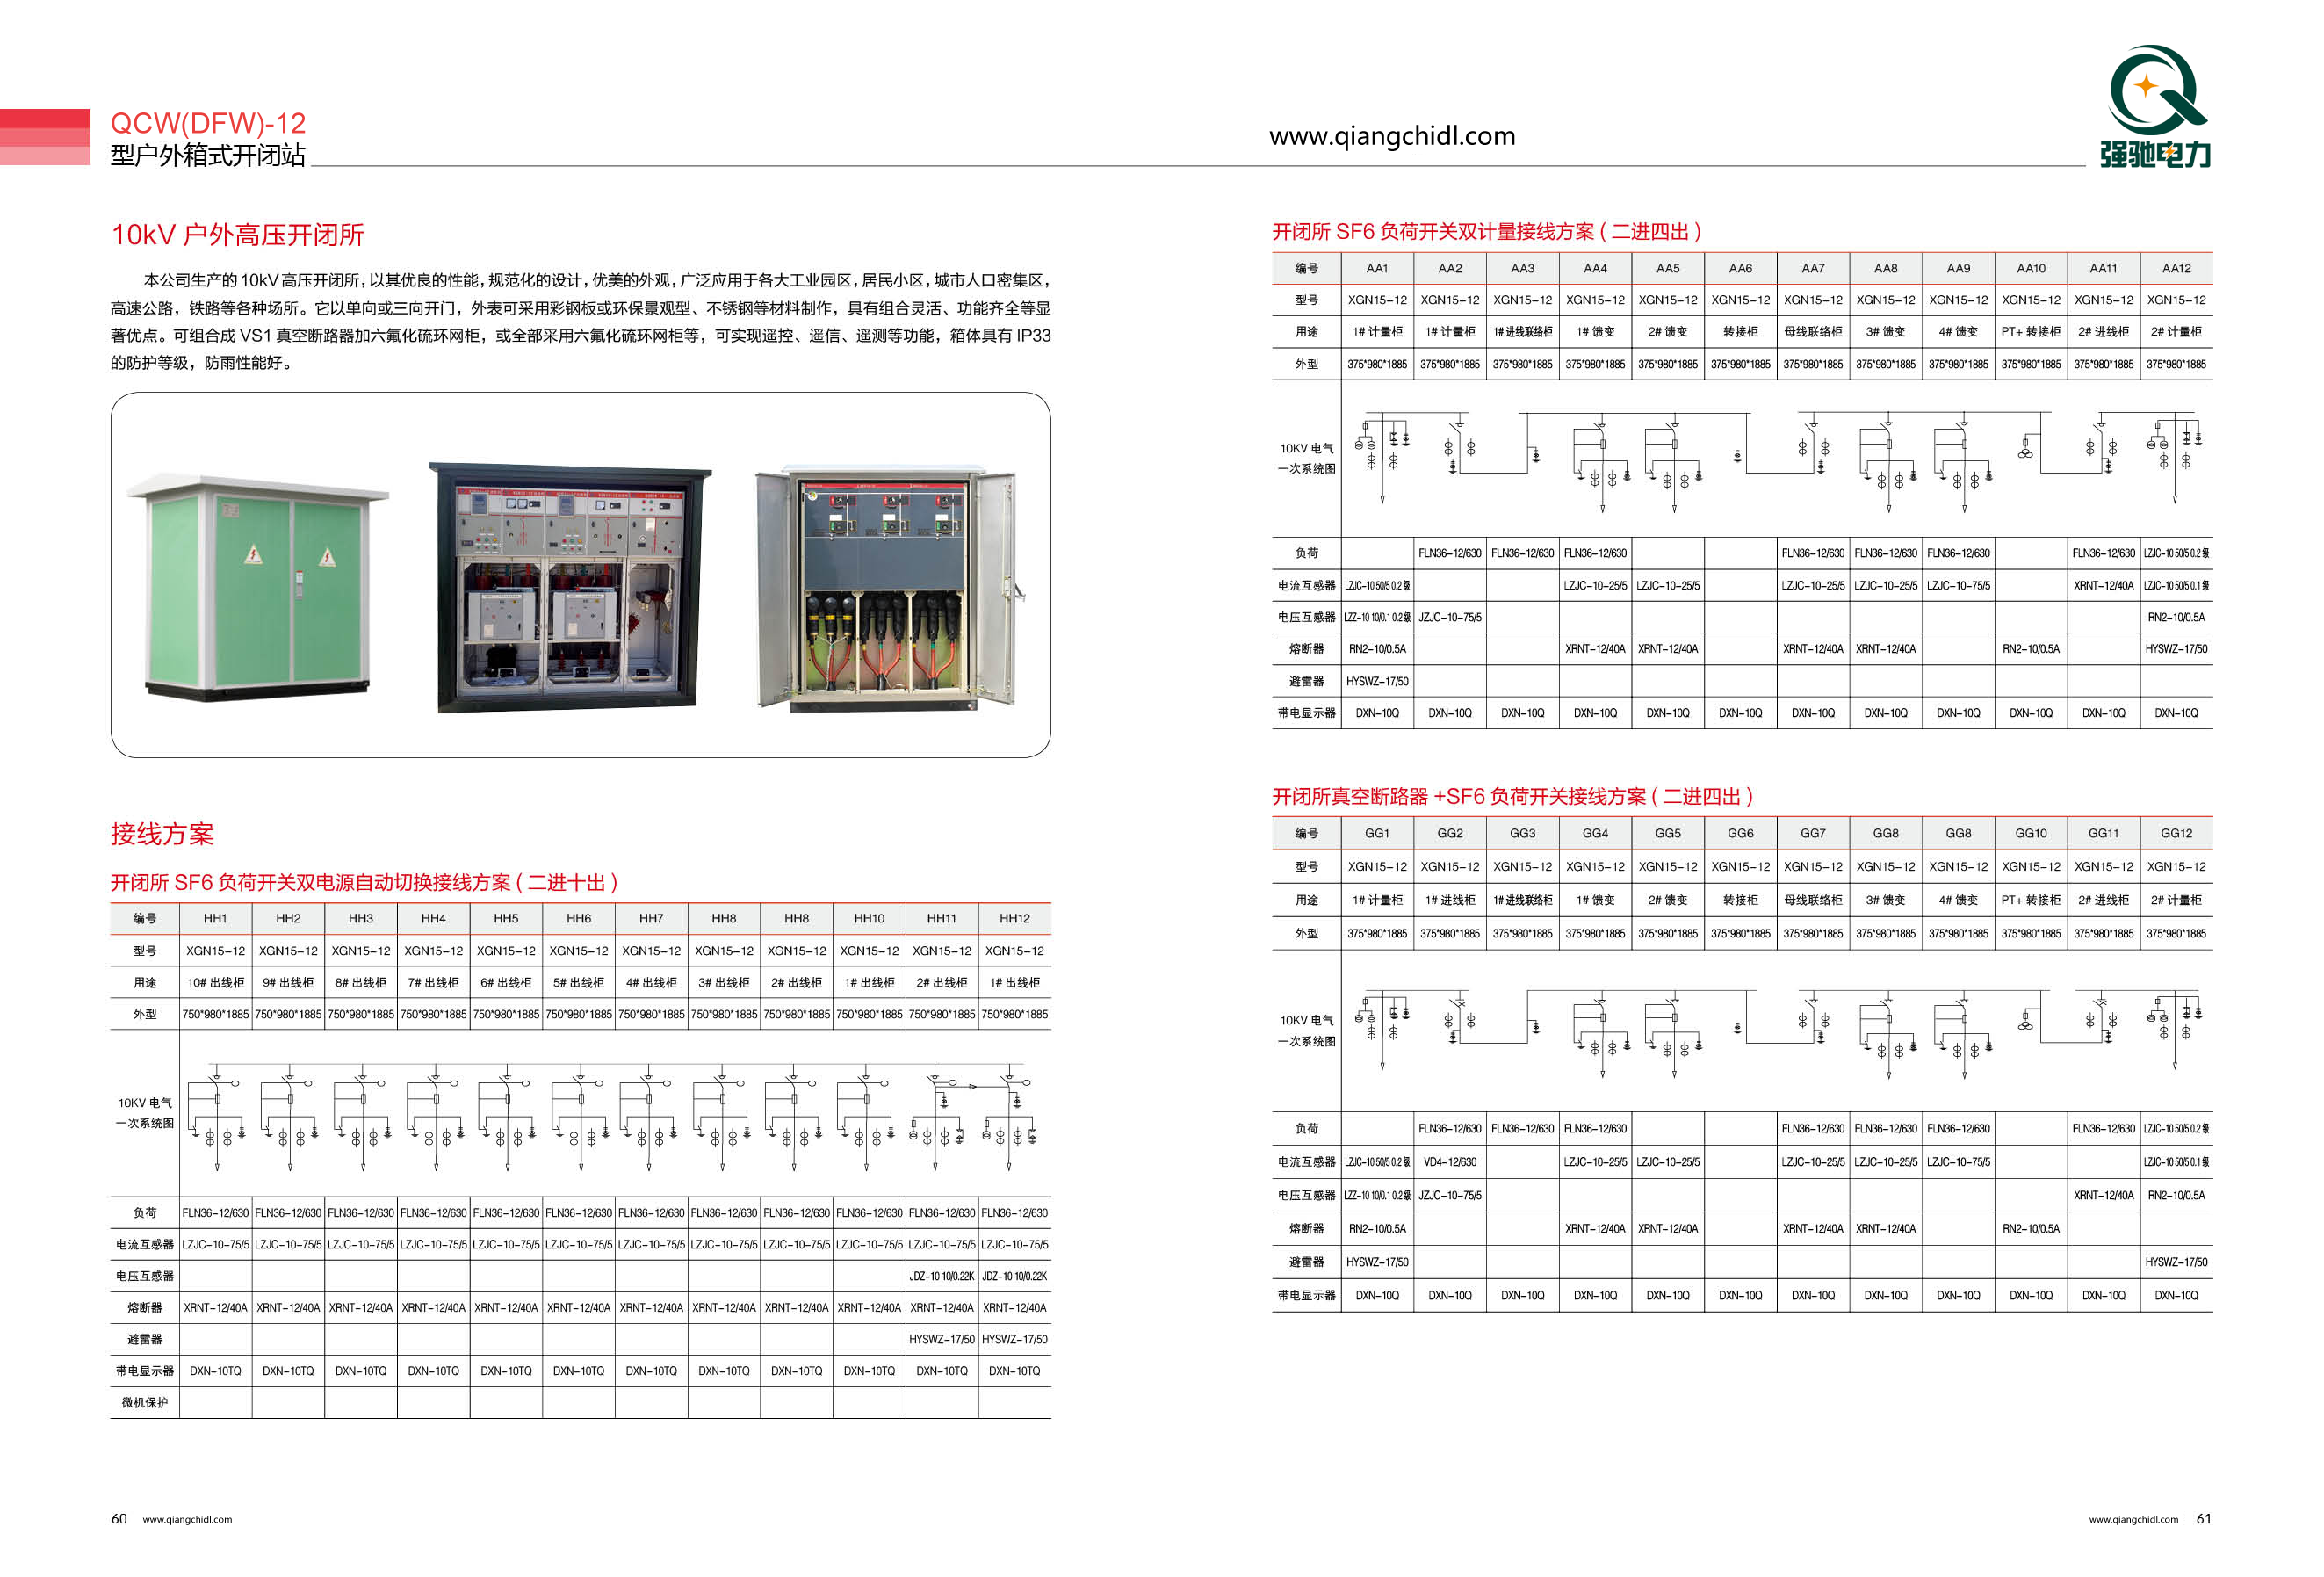 QCW(DFW)-12
型户外箱式开闭站
www.qiangchidl.com
强驰电力
10kV 户外高压开闭所
本公司生产的 10kV 高压开闭所，以其优良的性能，规范化的设计，优美的外观，广泛应用于各大工业园区，居民小区，城市人口密集区，
高速公路，铁路等各种场所。它以单向或三向开门，外表可采用彩钢板或环保景观型、不锈钢等材料制作，具有组合灵活、功能齐全等显
著优点。可组合成 VS1 真空断路器加六氟化硫环网柜，或全部采用六氟化硫环网柜等，可实现遥控、遥信、遥测等功能，箱体具有 IP33
的防护等级，防雨性能好。
接线方案
开闭所 SF6 负荷开关双电源自动切换接线方案 ( 二进十出 )
编号 HH1 HH2 HH3 HH4 HH5 HH6 HH7 HH8 HH8 HH10 HH11 HH12
型号 XGN15-12 XGN15-12 XGN15-12 XGN15-12 XGN15-12 XGN15-12 XGN15-12 XGN15-12 XGN15-12 XGN15-12 XGN15-12 XGN15-12
用途 10# 出线柜 9# 出线柜 8# 出线柜 7# 出线柜 6# 出线柜 5# 出线柜 4# 出线柜 3# 出线柜 2# 出线柜 1# 出线柜 2# 出线柜 1# 出线柜
外型 750*980*1885 750*980*1885 750*980*1885 750*980*1885 750*980*1885 750*980*1885 750*980*1885 750*980*1885 750*980*1885 750*980*1885 750*980*1885 750*980*1885
10KV 电气
一次系统图
负荷 FLN36-12/630 FLN36-12/630 FLN36-12/630 FLN36-12/630 FLN36-12/630 FLN36-12/630 FLN36-12/630 FLN36-12/630 FLN36-12/630 FLN36-12/630 FLN36-12/630 FLN36-12/630
电流互感器 LZJC-10-75/5 LZJC-10-75/5 LZJC-10-75/5 LZJC-10-75/5 LZJC-10-75/5 LZJC-10-75/5 LZJC-10-75/5 LZJC-10-75/5 LZJC-10-75/5 LZJC-10-75/5 LZJC-10-75/5 LZJC-10-75/5
电压互感器 JDZ-10 10/0.22K JDZ-10 10/0.22K
熔断器 XRNT-12/40A XRNT-12/40A XRNT-12/40A XRNT-12/40A XRNT-12/40A XRNT-12/40A XRNT-12/40A XRNT-12/40A XRNT-12/40A XRNT-12/40A XRNT-12/40A XRNT-12/40A
避雷器 HYSWZ-17/50 HYSWZ-17/50
带电显示器 DXN-10TQ DXN-10TQ DXN-10TQ DXN-10TQ DXN-10TQ DXN-10TQ DXN-10TQ DXN-10TQ DXN-10TQ DXN-10TQ DXN-10TQ DXN-10TQ
微机保护
60 www.qiangchidl.com
开闭所 SF6 负荷开关双计量接线方案 ( 二进四出 )
编号 AA1 AA2 AA3 AA4 AA5 AA6 AA7 AA8 AA9 AA10 AA11 AA12
型号 XGN15-12 XGN15-12 XGN15-12 XGN15-12 XGN15-12 XGN15-12 XGN15-12 XGN15-12 XGN15-12 XGN15-12 XGN15-12 XGN15-12
用途 1# 计量柜 1# 计量柜 1# 进线联络柜 1# 馈变 2# 馈变 转接柜 母线联络柜 3# 馈变 4# 馈变 PT+ 转接柜 2# 进线柜 2# 计量柜
外型 375*980*1885 375*980*1885 375*980*1885 375*980*1885 375*980*1885 375*980*1885 375*980*1885 375*980*1885 375*980*1885 375*980*1885 375*980*1885 375*980*1885
10KV 电气
一次系统图
负荷 FLN36-12/630 FLN36-12/630 FLN36-12/630 FLN36-12/630 FLN36-12/630 FLN36-12/630 FLN36-12/630 LZJC-10 50/5 0.2 级
电流互感器 LZJC-10 50/5 0.2 级 LZJC-10-25/5 LZJC-10-25/5 LZJC-10-25/5 LZJC-10-25/5 LZJC-10-75/5 XRNT-12/40A LZJC-10 50/5 0.1 级
电压互感器 LZZ-10 10/0.1 0.2 级 JZJC-10-75/5 RN2-10/0.5A
熔断器 RN2-10/0.5A XRNT-12/40A XRNT-12/40A XRNT-12/40A XRNT-12/40A RN2-10/0.5A HYSWZ-17/50
避雷器 HYSWZ-17/50
带电显示器 DXN-10Q DXN-10Q DXN-10Q DXN-10Q DXN-10Q DXN-10Q DXN-10Q DXN-10Q DXN-10Q DXN-10Q DXN-10Q DXN-10Q
开闭所真空断路器 +SF6 负荷开关接线方案 ( 二进四出 )
编号 GG1 GG2 GG3 GG4 GG5 GG6 GG7 GG8 GG8 GG10 GG11 GG12
型号 XGN15-12 XGN15-12 XGN15-12 XGN15-12 XGN15-12 XGN15-12 XGN15-12 XGN15-12 XGN15-12 XGN15-12 XGN15-12 XGN15-12
用途 1# 计量柜 1# 进线柜 1# 进线联络柜 1# 馈变 2# 馈变 转接柜 母线联络柜 3# 馈变 4# 馈变 PT+ 转接柜 2# 进线柜 2# 计量柜
外型 375*980*1885 375*980*1885 375*980*1885 375*980*1885 375*980*1885 375*980*1885 375*980*1885 375*980*1885 375*980*1885 375*980*1885 375*980*1885 375*980*1885
10KV 电气
一次系统图
负荷 FLN36-12/630 FLN36-12/630 FLN36-12/630 FLN36-12/630 FLN36-12/630 FLN36-12/630 FLN36-12/630 LZJC-10 50/5 0.2 级
电流互感器 LZJC-10 50/5 0.2 级 VD4-12/630 LZJC-10-25/5 LZJC-10-25/5 LZJC-10-25/5 LZJC-10-25/5 LZJC-10-75/5 LZJC-10 50/5 0.1 级
电压互感器 LZZ-10 10/0.1 0.2 级 JZJC-10-75/5 XRNT-12/40A RN2-10/0.5A
熔断器 RN2-10/0.5A XRNT-12/40A XRNT-12/40A XRNT-12/40A XRNT-12/40A RN2-10/0.5A
避雷器 HYSWZ-17/50 HYSWZ-17/50
带电显示器 DXN-10Q DXN-10Q DXN-10Q DXN-10Q DXN-10Q DXN-10Q DXN-10Q DXN-10Q DXN-10Q DXN-10Q DXN-10Q DXN-10Q
www.qiangchidl.com 61